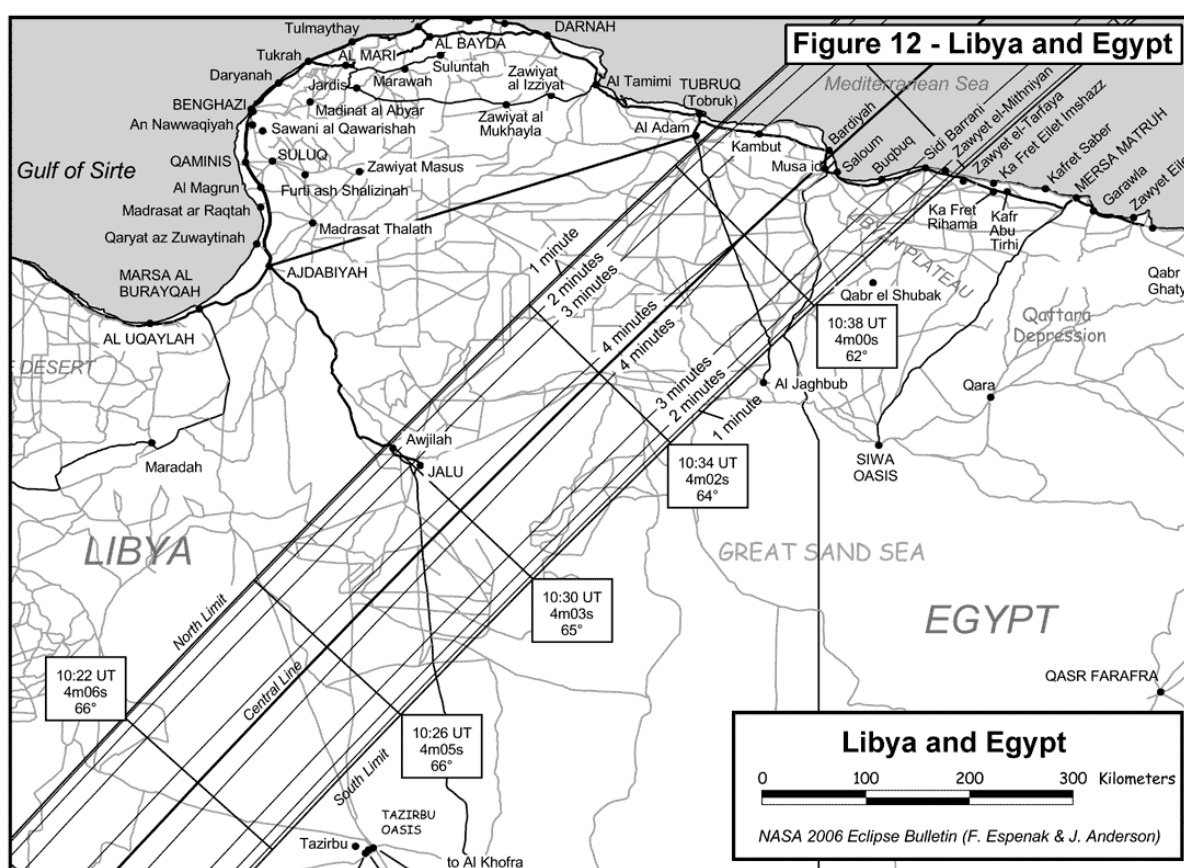 Figure 12 - Libya and Egypt
Mediterranean Sea
Gulf of Sirte
Tulmaythay
DARNAH
Tukrah
AL MARJ
AL BAYDA
Daryanah
Suluntah
Jardis
Marawah
Zawiyat
al Izziyat
Al Tamimi
TUBRUQ
(Tobruk)
BENGHAZI
Madinat al Abyar
Zawiyat al
Mukhayla
An Nawwaqiyah
Sawani al Qawarishah
Al Adam
Kambut
Bardiyah
Musa id
Saloum
Buqbuq
Sidi Barrani
Zawyet el-Mithniyan
Zawyet el-Tarfaya
Ka Fret Eilet Imshazz
Kafret Saber
MERSA MATRUH
Garawla
QAMINIS
SULUQ
Zawiyat Masus
Al Magrun
Furti ash Shalizinah
Madrasat ar Raqtah
Madrasat Thalath
Qaryat az Zuwaytinah
Ka Fret
Rihama
Kafr
Abu
Tirhi
LIBYAN PLATEAU
AJDABIYAH
MARSA AL
BURAYQAH
AL UQAYLAH
1 minute
2 minutes
3 minutes
4 minutes
4 minutes
3 minutes
2 minutes
1 minute
Qabr el Shubak
Qabr
Ghaty
Qattara
Depression
10:38 UT
4m00s
62°
E DESERT
Al Jaghbub
Qara
Awjilah
JALU
Maradah
SIWA
OASIS
10:34 UT
4m02s
64°
LIBYA
GREAT SAND SEA
EGYPT
10:30 UT
4m03s
65°
North Limit
Central Line
South Limit
10:22 UT
4m06s
66°
10:26 UT
4m05s
66°
QASR FARAFRA
TAZIRBU
OASIS
Tazirbu
to Al Khofra
Libya and Egypt
0 100 200 300 Kilometers
NASA 2006 Eclipse Bulletin (F. Espenak & J. Anderson)